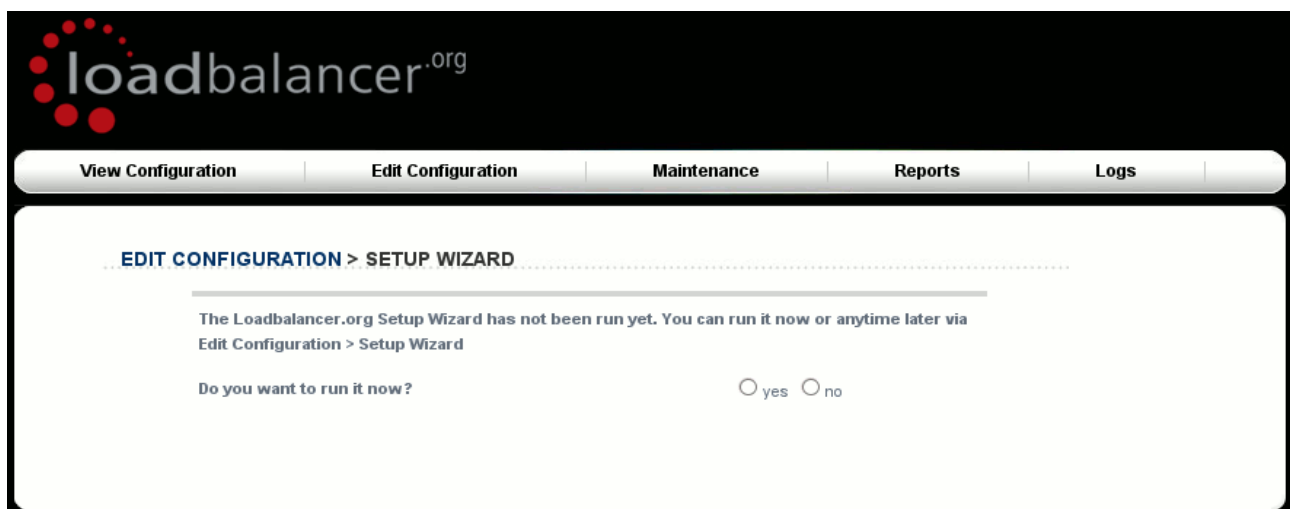 loadbalancer.org
View Configuration Edit Configuration Maintenance Reports Logs
EDIT CONFIGURATION > SETUP WIZARD
The Loadbalancer.org Setup Wizard has not been run yet. You can run it now or anytime later via
Edit Configuration > Setup Wizard
Do you want to run it now? yes no